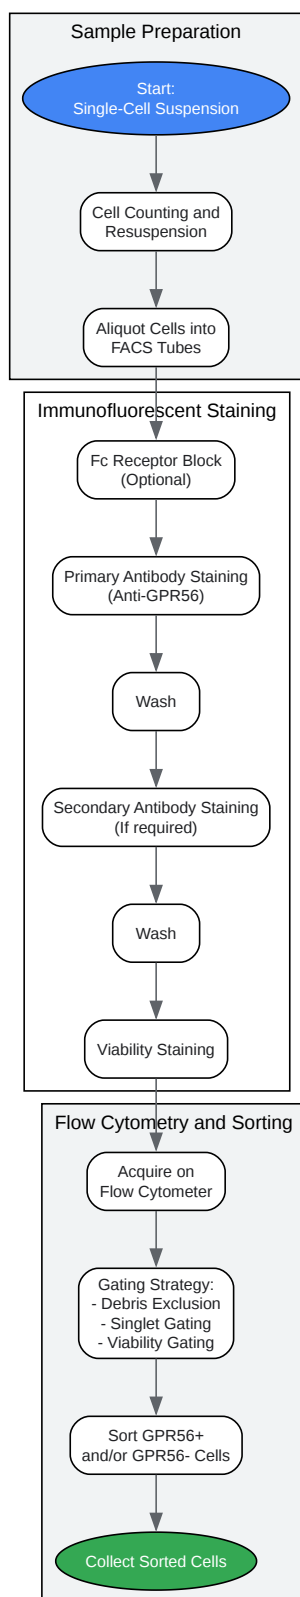 Sample Preparation
Start:
Single-Cell Suspension
Cell Counting and
Resuspension
Aliquot Cells into
FACS Tubes
Immunofluorescent Staining
Fc Receptor Block
(Optional)
Primary Antibody Staining
(Anti-GPR56)
Wash
Secondary Antibody Staining
(If required)
Wash
Viability Staining
Flow Cytometry and Sorting
Acquire on
Flow Cytometer
Gating Strategy:
- Debris Exclusion
- Singlet Gating
- Viability Gating
Sort GPR56+
and/or GPR56- Cells
Collect Sorted Cells